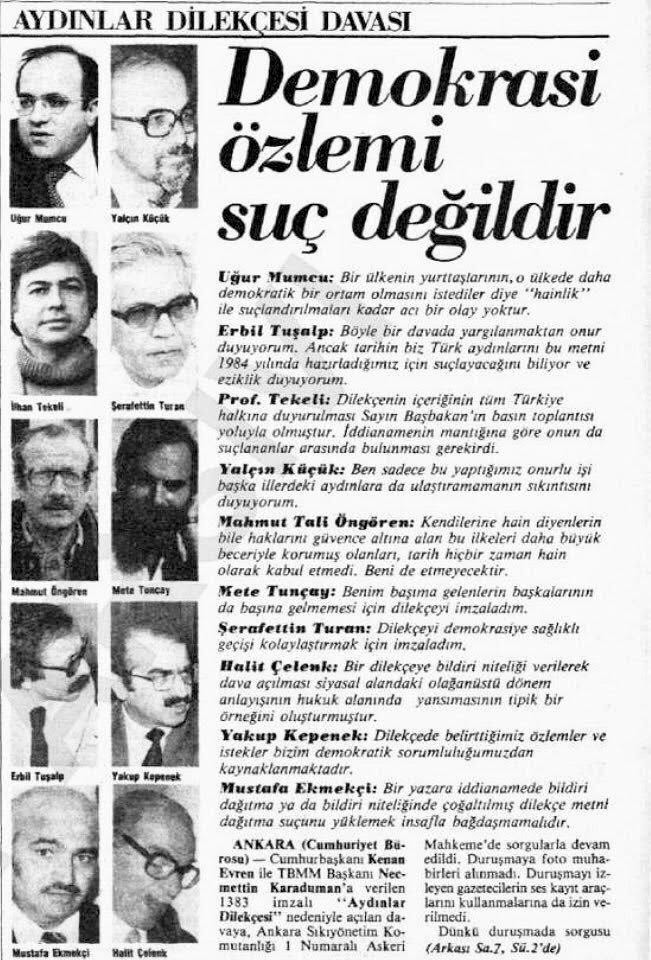 AYDINLAR DİLEKÇESİ DAVASI
Demokrasi
özlemi
suç değildir
Uğur Mumcu
Yalçın Küçük
İlhan Tekeli
Şerafettin Turan
Mahmut Öngören
Mete Tunçay
Erbil Tuşalp
Yakup Kepenek
Mustafa Ekmekçi
Halit Çelenk
Uğur Mumcu: Bir ülkenin yurttaşlarının, o ülkede daha
demokratik bir ortam olmasını istediler diye "hainlik"
ile suçlandırılmaları kadar acı bir olay yoktur.
Erbil Tuşalp: Böyle bir davada yargılanmaktan onur
duyuyorum. Ancak tarihin biz Türk aydınlarını bu metni
1984 yılında hazırladığımız için suçlayacağını biliyor ve
eziklik duyuyorum.
Prof. Tekeli: Dilekçenin içeriğinin tüm Türkiye
halkına duyurulması Sayın Başbakan'ın basın toplantısı
yoluyla olmuştur. İddianamenin mantığına göre onun da
suçlananlar arasında bulunması gerekirdi.
Yalçın Küçük: Ben sadece bu yaptığımız onurlu işi
başka illerdeki aydınlara da ulaştıramamanın sıkıntısını
duyuyorum.
Mahmut Tali Öngören: Kendilerine hain diyenlerin
bile haklarını güvence altına alan bu ilkeleri daha büyük
beceriyle korumuş olanları, tarih hiçbir zaman hain
olarak kabul etmedi. Beni de etmeyecektir.
Mete Tunçay: Benim başıma gelenlerin başkalarının
da başına gelmemesi için dilekçeyi imzaladım.
Şerafettin Turan: Dilekçeyi demokrasiye sağlıklı
geçişi kolaylaştırmak için imzaladım.
Halit Çelenk: Bir dilekçeye bildiri niteliği verilerek
dava açılması siyasal alandaki olağanüstü dönem
anlayışının hukuk alanında yansımasının tipik bir
örneğini oluşturmuştur.
Yakup Kepenek: Dilekçede belirttiğimiz özlemler ve
istekler bizim demokratik sorumluluğumuzdan
kaynaklanmaktadır.
Mustafa Ekmekçi: Bir yazara iddianamede bildiri
dağıtma ya da bildiri niteliğinde çoğaltılmış dilekçe metni
dağıtma suçunu yüklemek insafla bağdaşmamalıdır.
ANKARA (Cumhuriyet Bü-
rosu) — Cumhurbaşkanı Kenan
Evren ile TBMM Başkanı Nec-
mettin Karaduman'a verilen
1383 imzalı "Aydınlar
Dilekçesi" nedeniyle açılan da-
vaya, Ankara Sıkıyönetim Ko-
mutanlığı 1 Numaralı Askeri
Mahkeme'de sorgularla devam
edildi. Duruşmaya foto muha-
birleri alınmadı. Duruşmayı iz-
leyen gazetecilerin ses kayıt araç-
larını kullanmalarına da izin ve-
rilmedi.
Dünkü duruşmada sorgusu
(Arkası Sa.7, Sü.2'de)